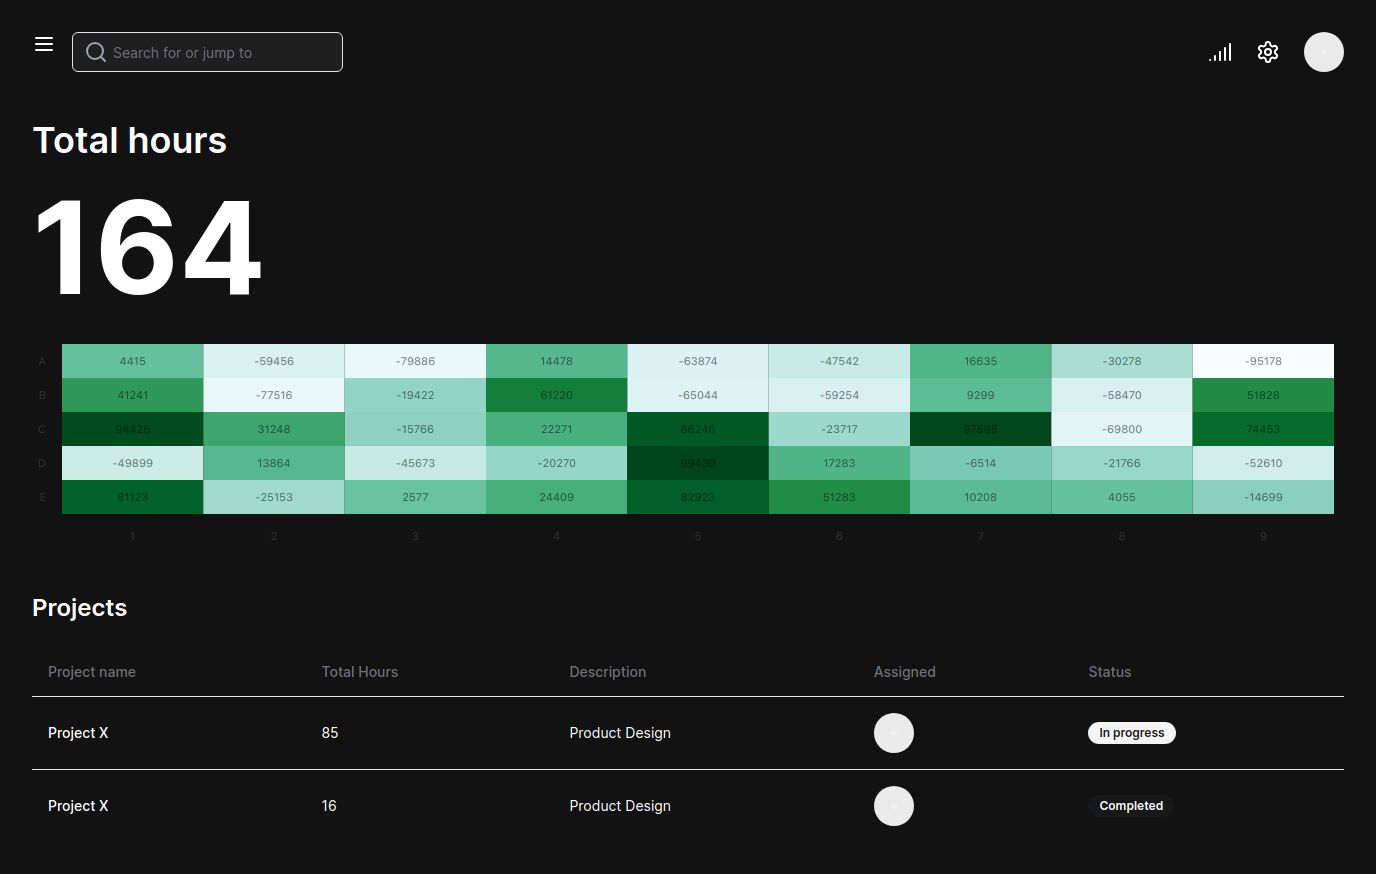 Search for or jump to
Total hours
164
A 4415 -59456 -79886 14478 -63874 -47542 16635 -30278 -95178
B 41241 -77516 -19422 61220 -65044 -59254 9299 -58470 51828
C 94426 31248 -15766 22271 86246 -23717 97595 -69800 74453
D -49899 13864 -45673 -20270 99430 17283 -6514 -21766 -52610
E 81123 -25153 2577 24409 82923 51283 10208 4055 -14699
1 2 3 4 5 6 7 8 9
Projects
Project name Total Hours Description Assigned Status
Project X 85 Product Design In progress
Project X 16 Product Design Completed